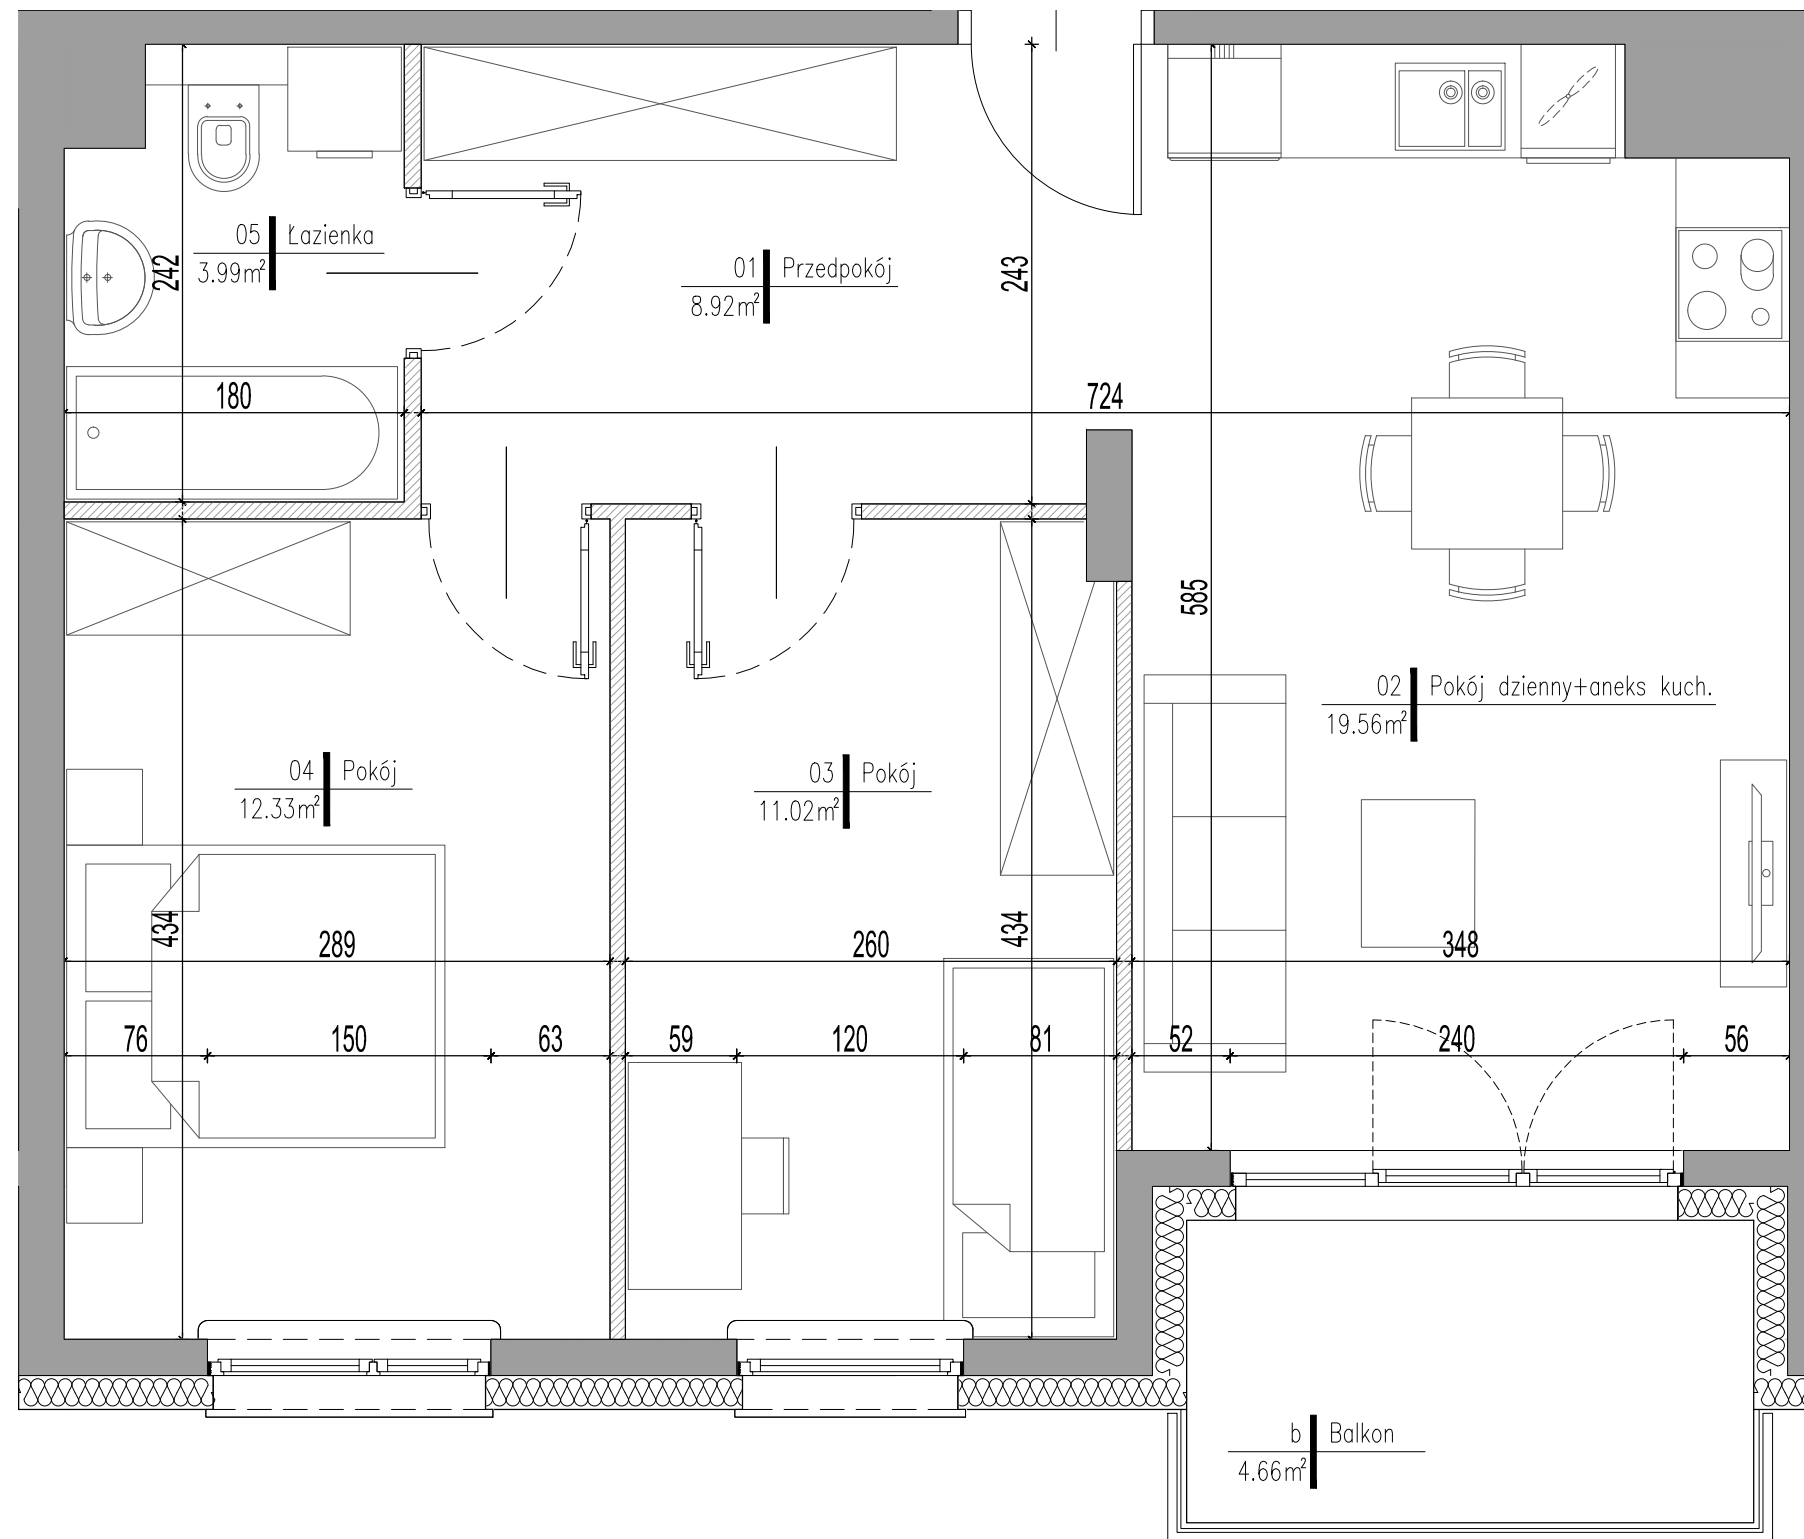 05 Łazienka
3.99m²
242
01 Przedpokój
8.92m²
243
180
724
585
02 Pokój dzienny+aneks kuch.
19.56m²
04 Pokój
12.33m²
03 Pokój
11.02m²
434
289
260
434
348
76
150
63
59
120
81
52
240
56
b Balkon
4.66m²